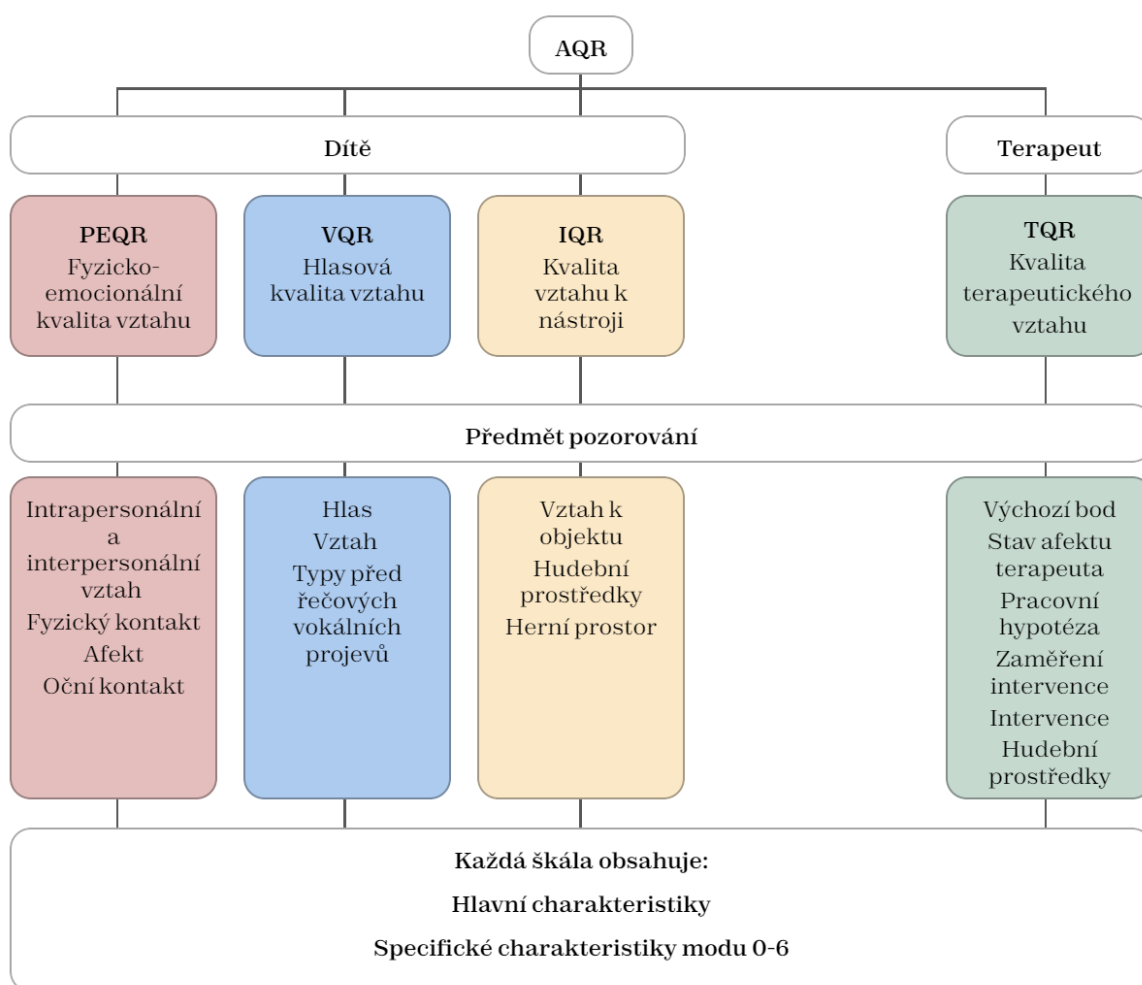 AQR
Dítě
Terapeut
PEQR
Fyzicko-
emocionální
kvalita vztahu
VQR
Hlasová
kvalita vztahu
IQR
Kvalita
vztahu k
nástroji
TQR
Kvalita
terapeutického
vztahu
Předmět pozorování
Intrapersonální
a
interpersonální
vztah
Fyzický kontakt
Afekt
Oční kontakt
Hlas
Vztah
Typy před
řečových
vokálních
projevů
Vztah k
objektu
Hudební
prostředky
Herní prostor
Výchozí bod
Stav afektu
terapeuta
Pracovní
hypotéza
Zaměření
intervence
Intervence
Hudební
prostředky
Každá škála obsahuje:
Hlavní charakteristiky
Specifické charakteristiky modu 0-6